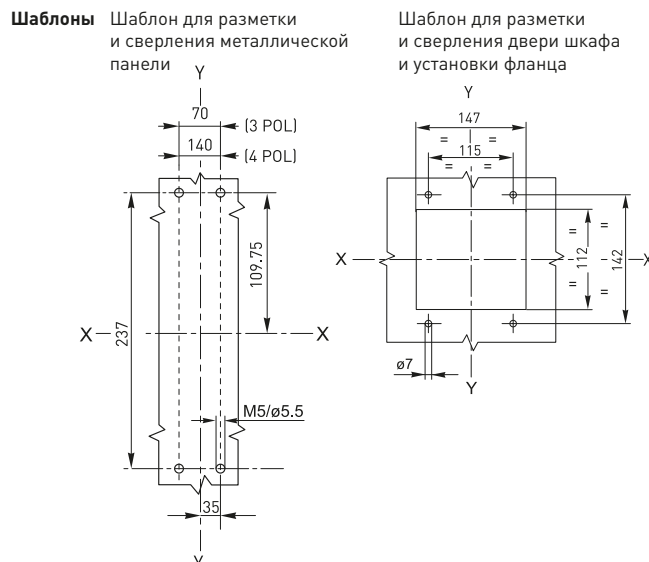 Шаблоны
Шаблон для разметки
и сверления металлической
панели
Y
70
(3 POL)
140
(4 POL)
109.75
X
X
237
M5/ø5.5
35
Y
Шаблон для разметки
и сверления двери шкафа
и установки фланца
Y
147
= =
115
= =
=
=
X
112
142
X
=
=
ø7
Y